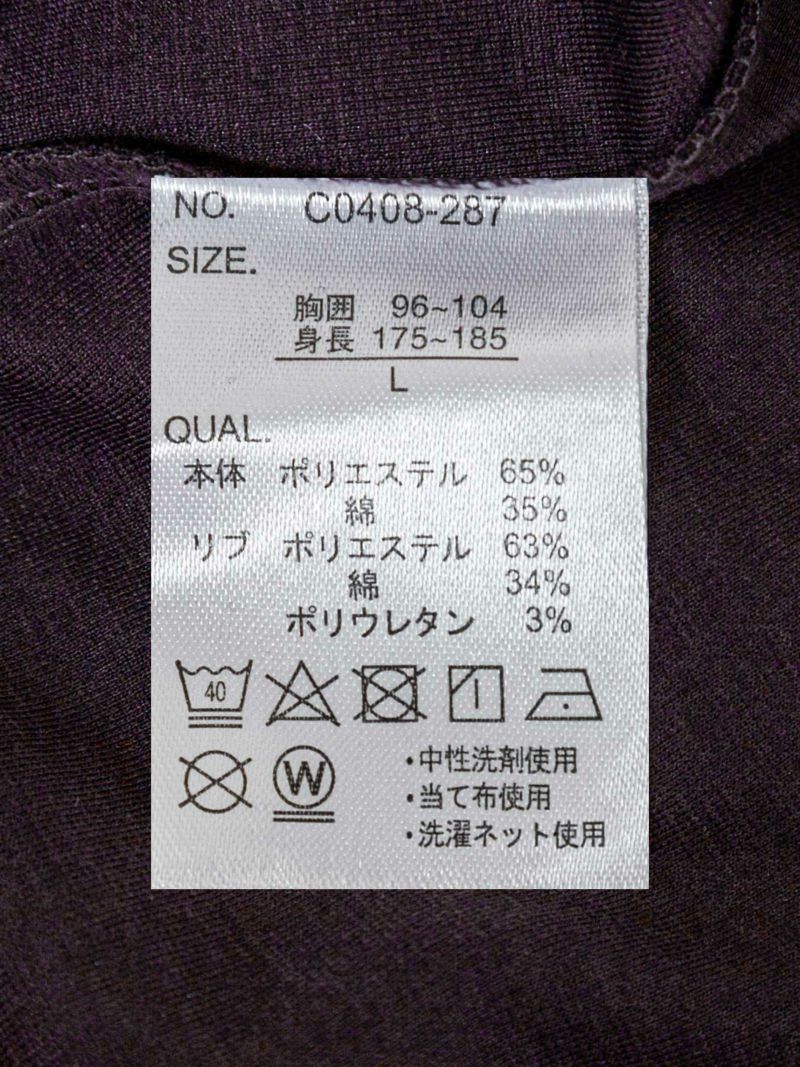 NO. C0408-287
SIZE.
胸囲 96~104
身長 175~185
L
QUAL.
本体 ポリエステル 65%
綿 35%
リブ ポリエステル 63%
綿 34%
ポリウレタン 3%
40
W
・中性洗剤使用
・当て布使用
・洗濯ネット使用